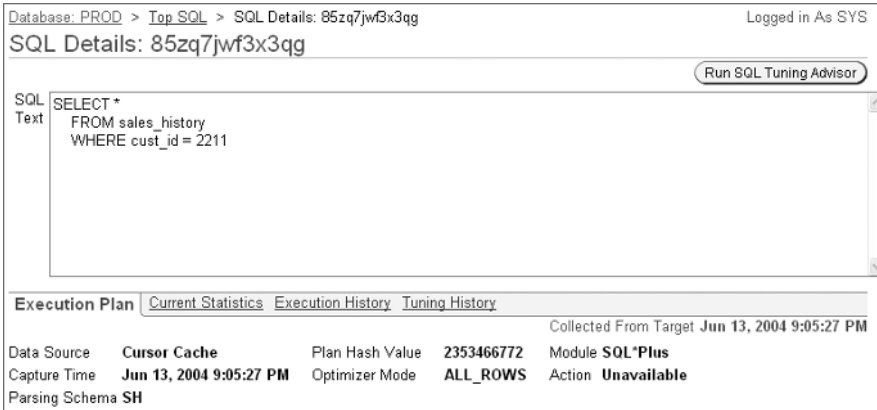 Database: PROD > Top SQL > SQL Details: 85zq7jwf3x3qg Logged in As SYS
SQL Details: 85zq7jwf3x3qg
Run SQL Tuning Advisor
SQL Text
SELECT *
FROM sales_history
WHERE cust_id = 2211
Execution Plan Current Statistics Execution History Tuning History
Collected From Target Jun 13, 2004 9:05:27 PM
Data Source Cursor Cache Plan Hash Value 2353466772 Module SQL*Plus
Capture Time Jun 13, 2004 9:05:27 PM Optimizer Mode ALL_ROWS Action Unavailable
Parsing Schema SH